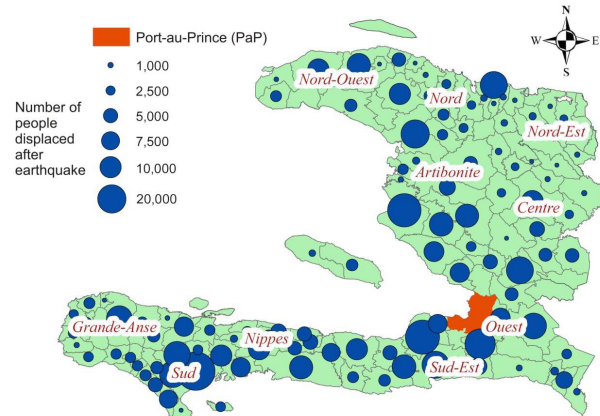 Port-au-Prince (PaP)
Number of
people
displaced
after
earthquake
1,000
2,500
5,000
7,500
10,000
20,000
N
W
E
S
Nord-Ouest
Nord
Nord-Est
Artibonite
Centre
Ouest
Grande-Anse
Nippes
Sud
Sud-Est